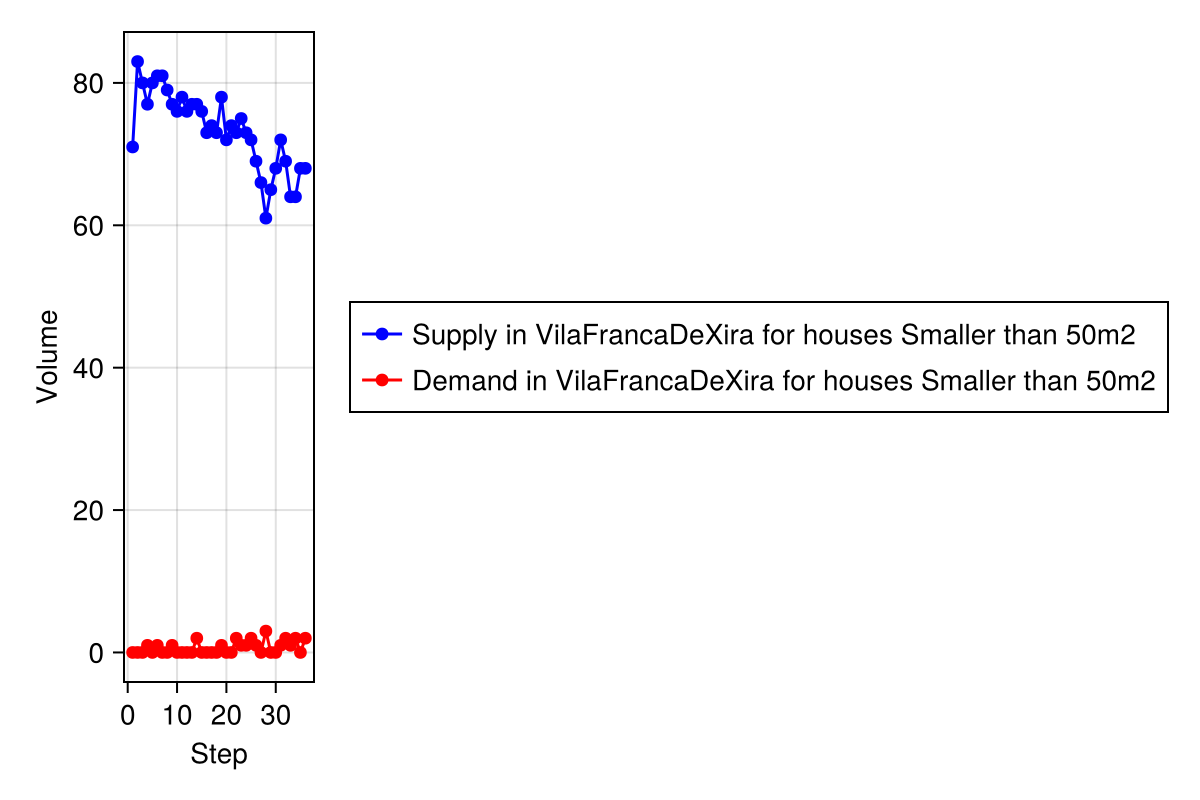 80
60
40
20
0
Volume
0 10 20 30
Step
Supply in VilaFrancaDeXira for houses Smaller than 50m2
Demand in VilaFrancaDeXira for houses Smaller than 50m2